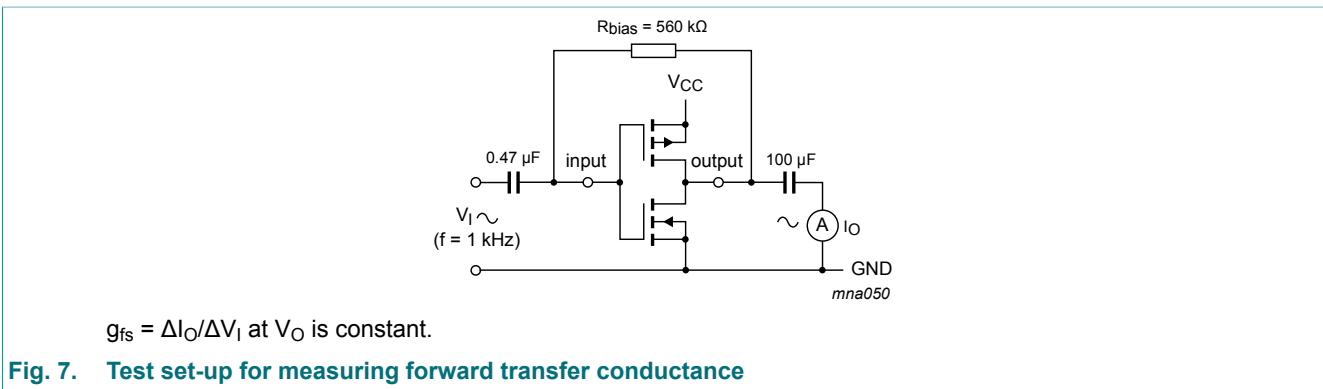 Rbias = 560 kΩ
VCC
0.47 µF
input
output
100 µF
VI
(f = 1 kHz)
A
IO
GND
mna050
gfs = ΔIO/ΔVI at VO is constant.
Fig. 7. Test set-up for measuring forward transfer conductance